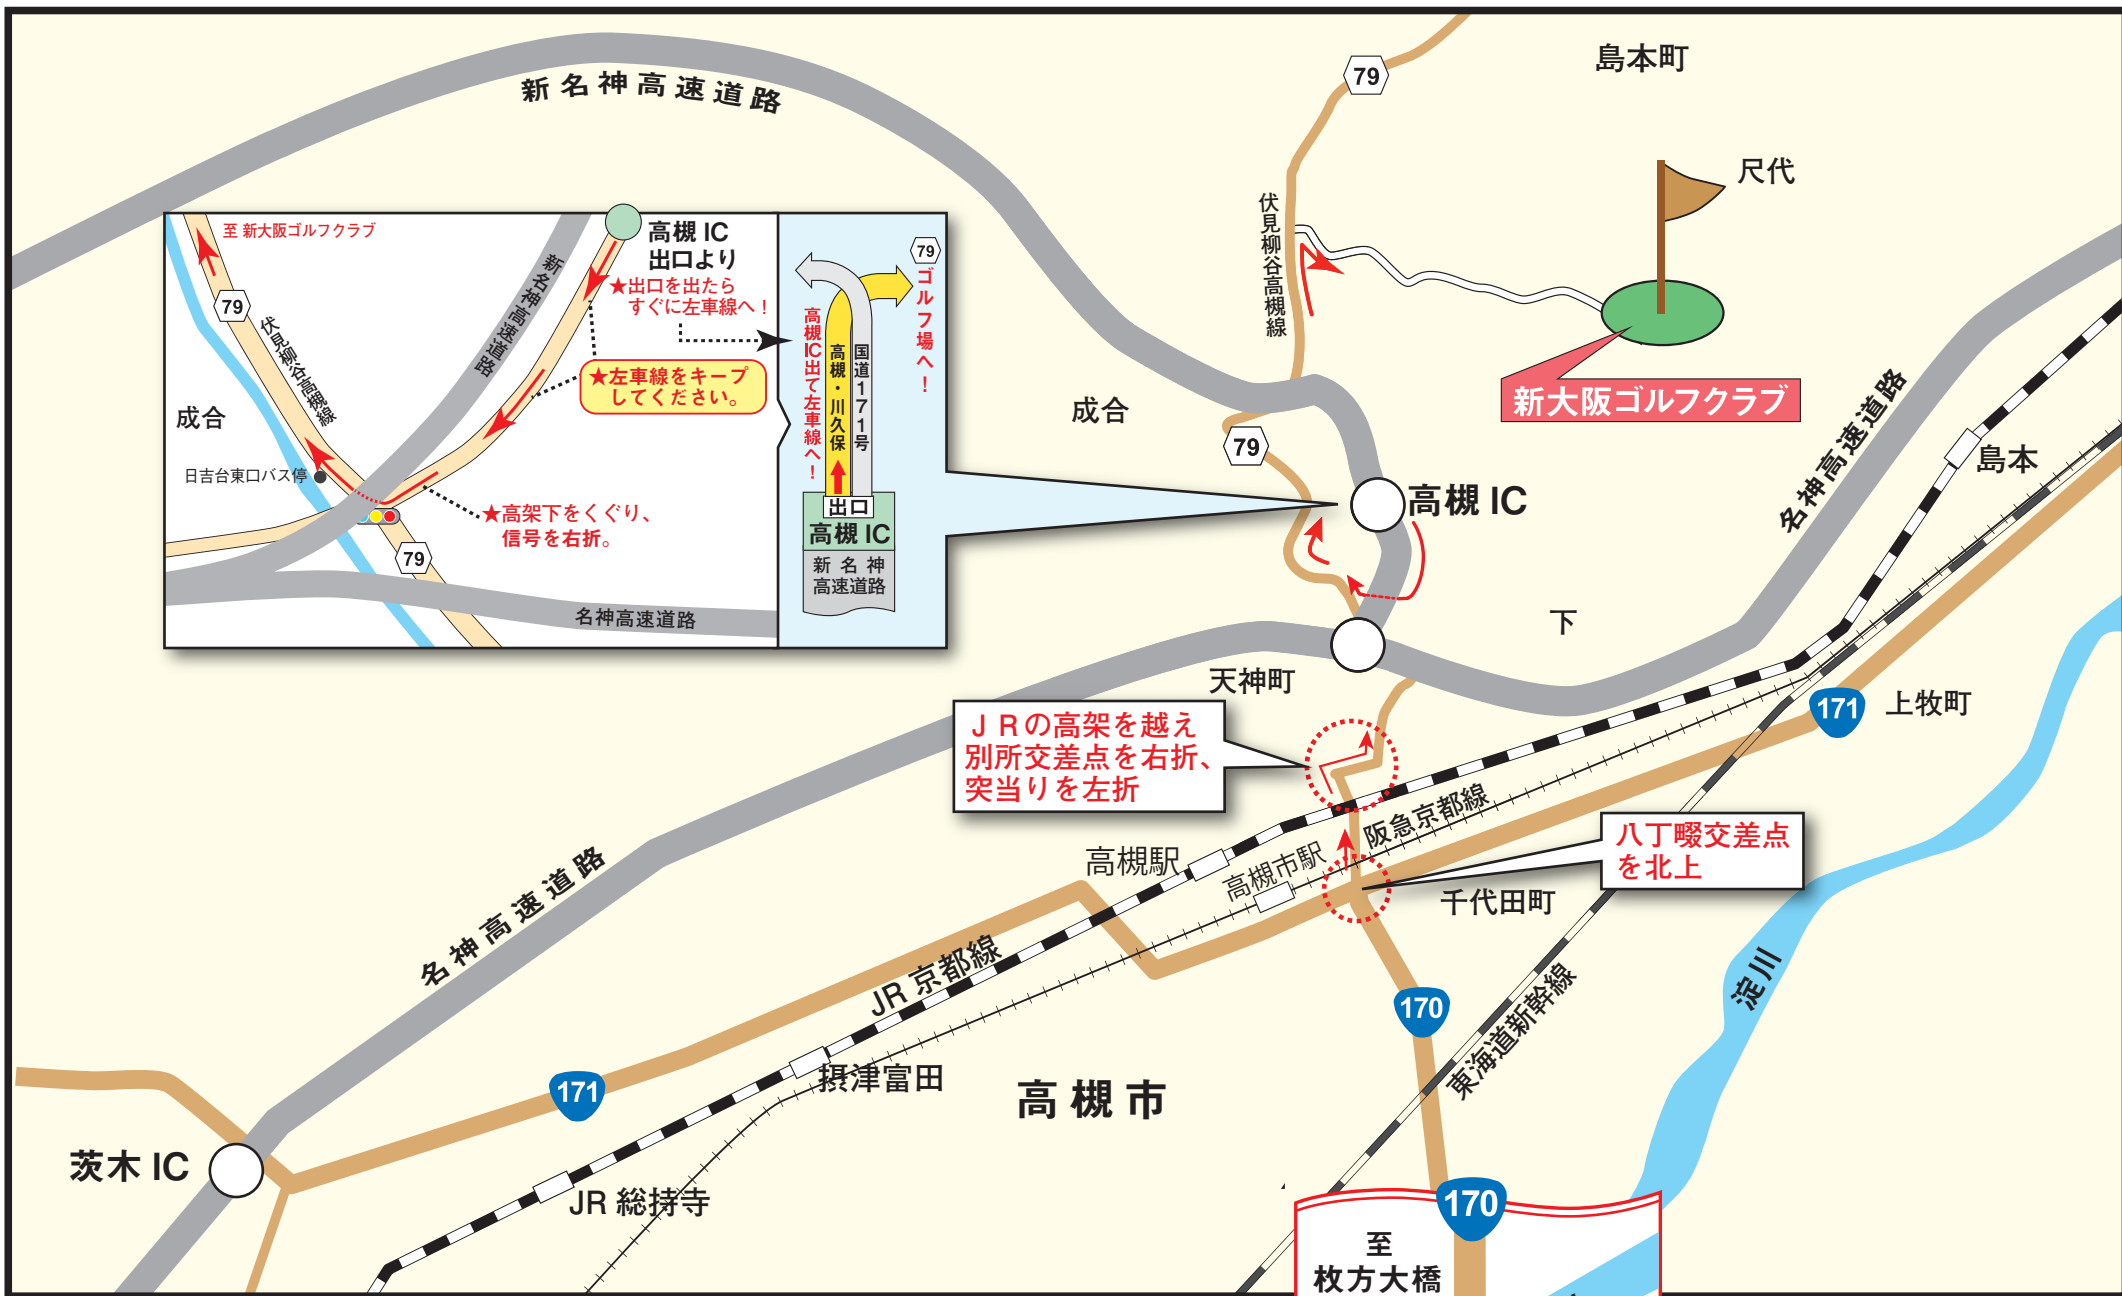 新名神高速道路
79
島本町
尺代
伏見柳谷高槻線
新大阪ゴルフクラブ
至 新大阪ゴルフクラブ
高槻 IC
出口より
★出口を出たら
すぐに左車線へ！
新名神高速道路
79
伏見柳谷高槻線
★左車線をキープ
してください。
成合
日吉台東口バス停
★高架下をくぐり、
信号を右折。
79
名神高速道路
79
ゴルフ場へ！
高槻IC出て左車線へ！
高槻・川久保
国道171号
出口
高槻 IC
新名神
高速道路
成合
79
高槻 IC
名神高速道路
島本
下
天神町
171
上牧町
ＪＲの高架を越え
別所交差点を右折、
突当りを左折
阪急京都線
八丁畷交差点
を北上
高槻駅
高槻市駅
千代田町
名神高速道路
JR 京都線
淀川
170
東海道新幹線
171
摂津富田
高槻市
茨木 IC
JR 総持寺
170
至
枚方大橋